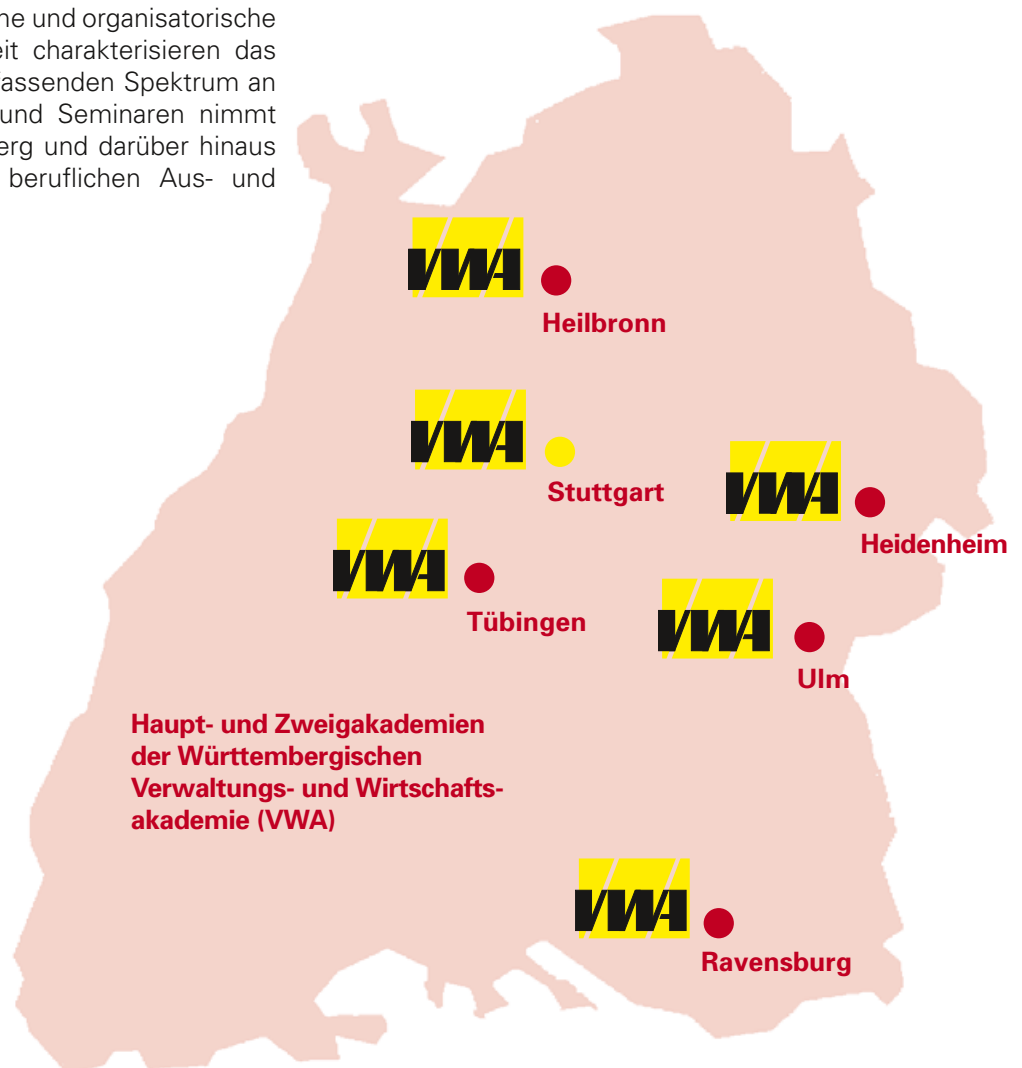 ne und organisatorische
eit charakterisieren das
fassenden Spektrum an
und Seminaren nimmt
erg und darüber hinaus
beruflichen Aus- und
VWA
Heilbronn
VWA
Stuttgart
VWA
Heidenheim
VWA
Tübingen
VWA
Ulm
Haupt- und Zweigakademien
der Württembergischen
Verwaltungs- und Wirtschafts-
akademie (VWA)
VWA
Ravensburg